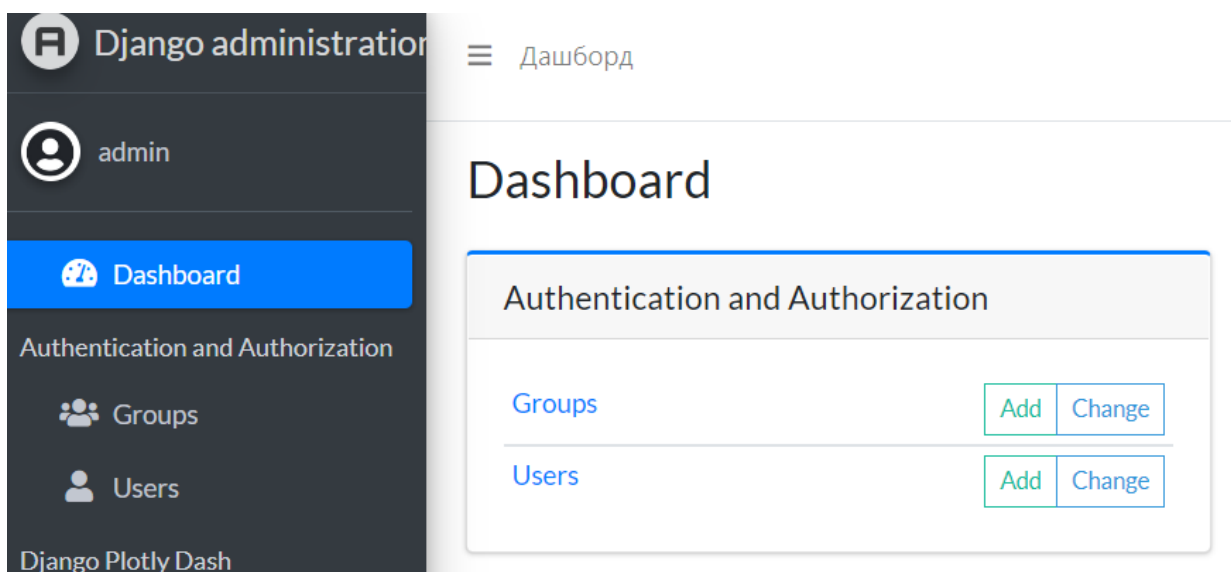 Django administration
admin
Dashboard
Authentication and Authorization
Groups
Users
Django Plotly Dash
Дашборд
Dashboard
Authentication and Authorization
Groups Add Change
Users Add Change